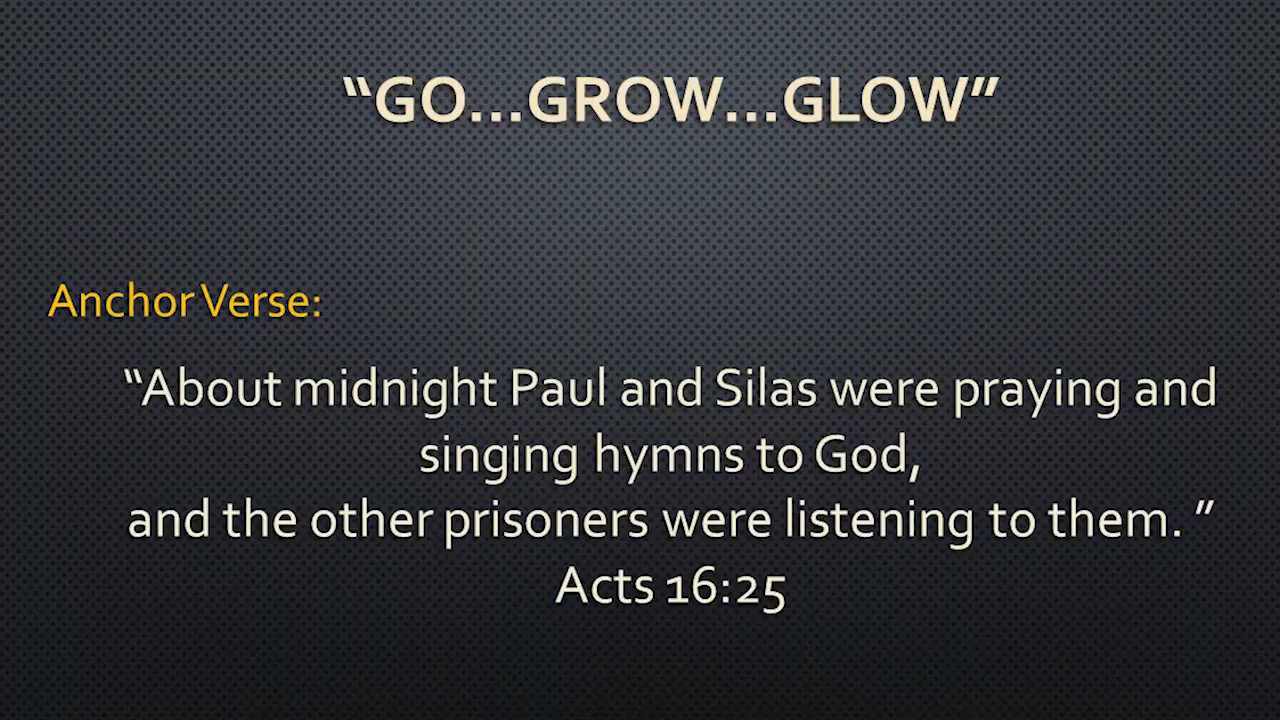 “GO…GROW…GLOW”
Anchor Verse:
“About midnight Paul and Silas were praying and
singing hymns to God,
and the other prisoners were listening to them. ”
Acts 16:25